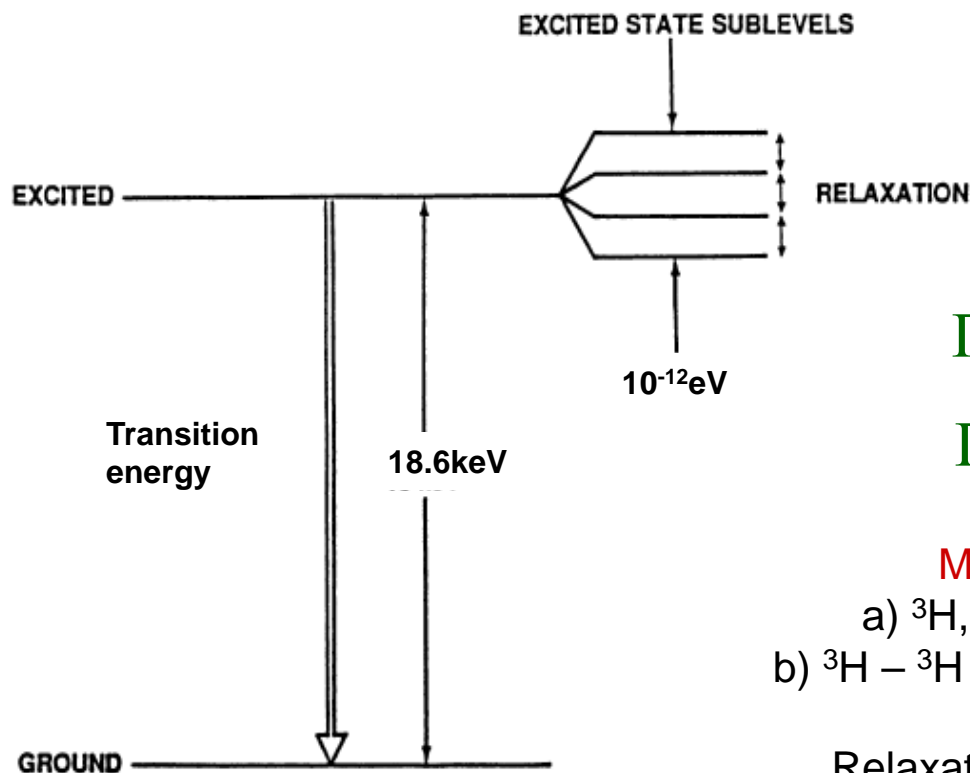 EXCITED STATE SUBLEVELS
EXCITED
RELAXATION
10⁻¹²eV
Transition
energy
18.6keV
a) ³H,
b) ³H – ³H
GROUND